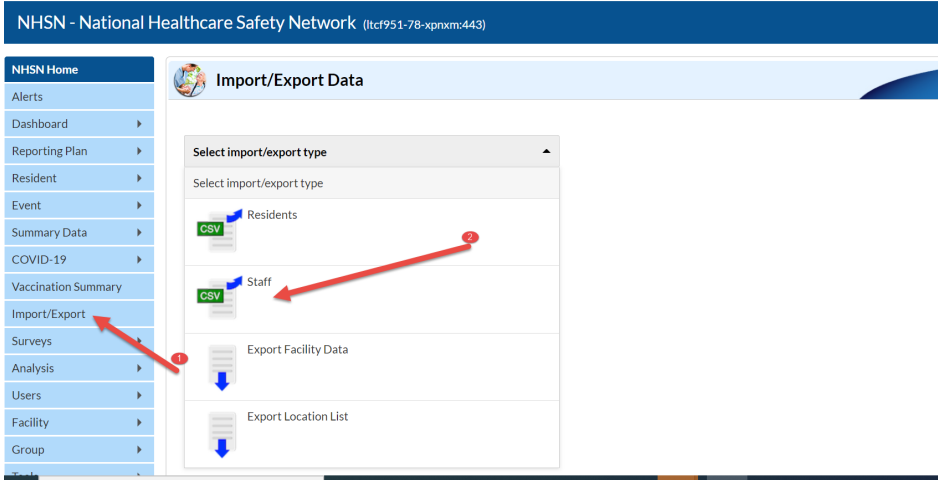 NHSN - National Healthcare Safety Network (ltcf951-78-xpnxm:443)
NHSN Home
Alerts
Dashboard
Reporting Plan
Resident
Event
Summary Data
COVID-19
Vaccination Summary
Import/Export
Surveys
Analysis
Users
Facility
Group
Tools
Import/Export Data
Select import/export type
Select import/export type
CSV
Residents
CSV
Staff
Export Facility Data
Export Location List
1
2